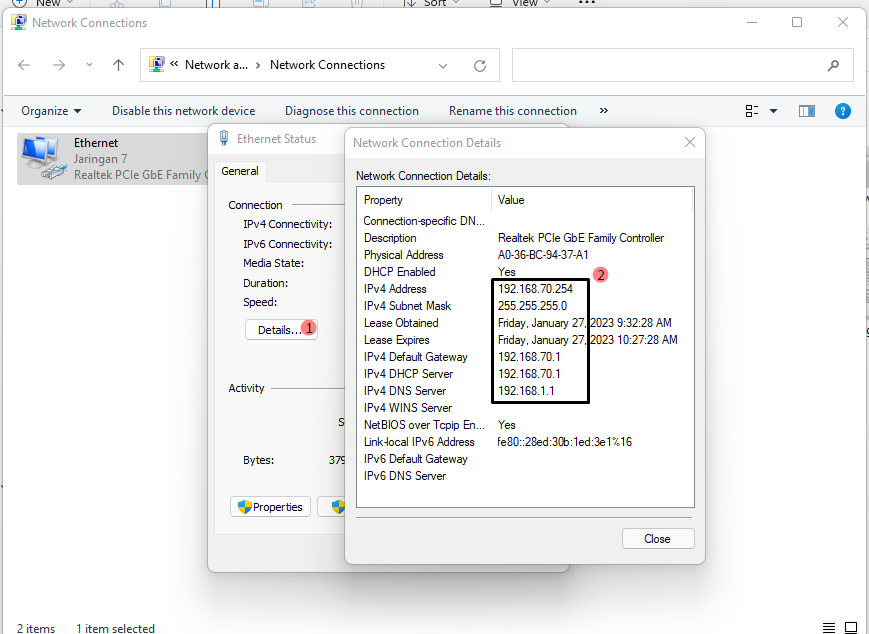 New
Sort
View
Network Connections
« Network a... › Network Connections
Organize Disable this network device Diagnose this connection Rename this connection »
Ethernet
Jaringan 7
Realtek PCIe GbE Family
Ethernet Status
General
Connection
IPv4 Connectivity:
IPv6 Connectivity:
Media State:
Duration:
Speed:
Details... 1
Activity
S
Bytes: 379
Properties
Network Connection Details
Network Connection Details:
Property Value
Connection-specific DN...
Description Realtek PCIe GbE Family Controller
Physical Address A0-36-BC-94-37-A1
DHCP Enabled Yes
2
IPv4 Address 192.168.70.254
IPv4 Subnet Mask 255.255.255.0
Lease Obtained Friday, January 27, 2023 9:32:28 AM
Lease Expires Friday, January 27, 2023 10:27:28 AM
IPv4 Default Gateway 192.168.70.1
IPv4 DHCP Server 192.168.70.1
IPv4 DNS Server 192.168.1.1
IPv4 WINS Server
NetBIOS over Tcpip En... Yes
Link-local IPv6 Address fe80::28ed:30b:1ed:3e1%16
IPv6 Default Gateway
IPv6 DNS Server
Close
2 items 1 item selected